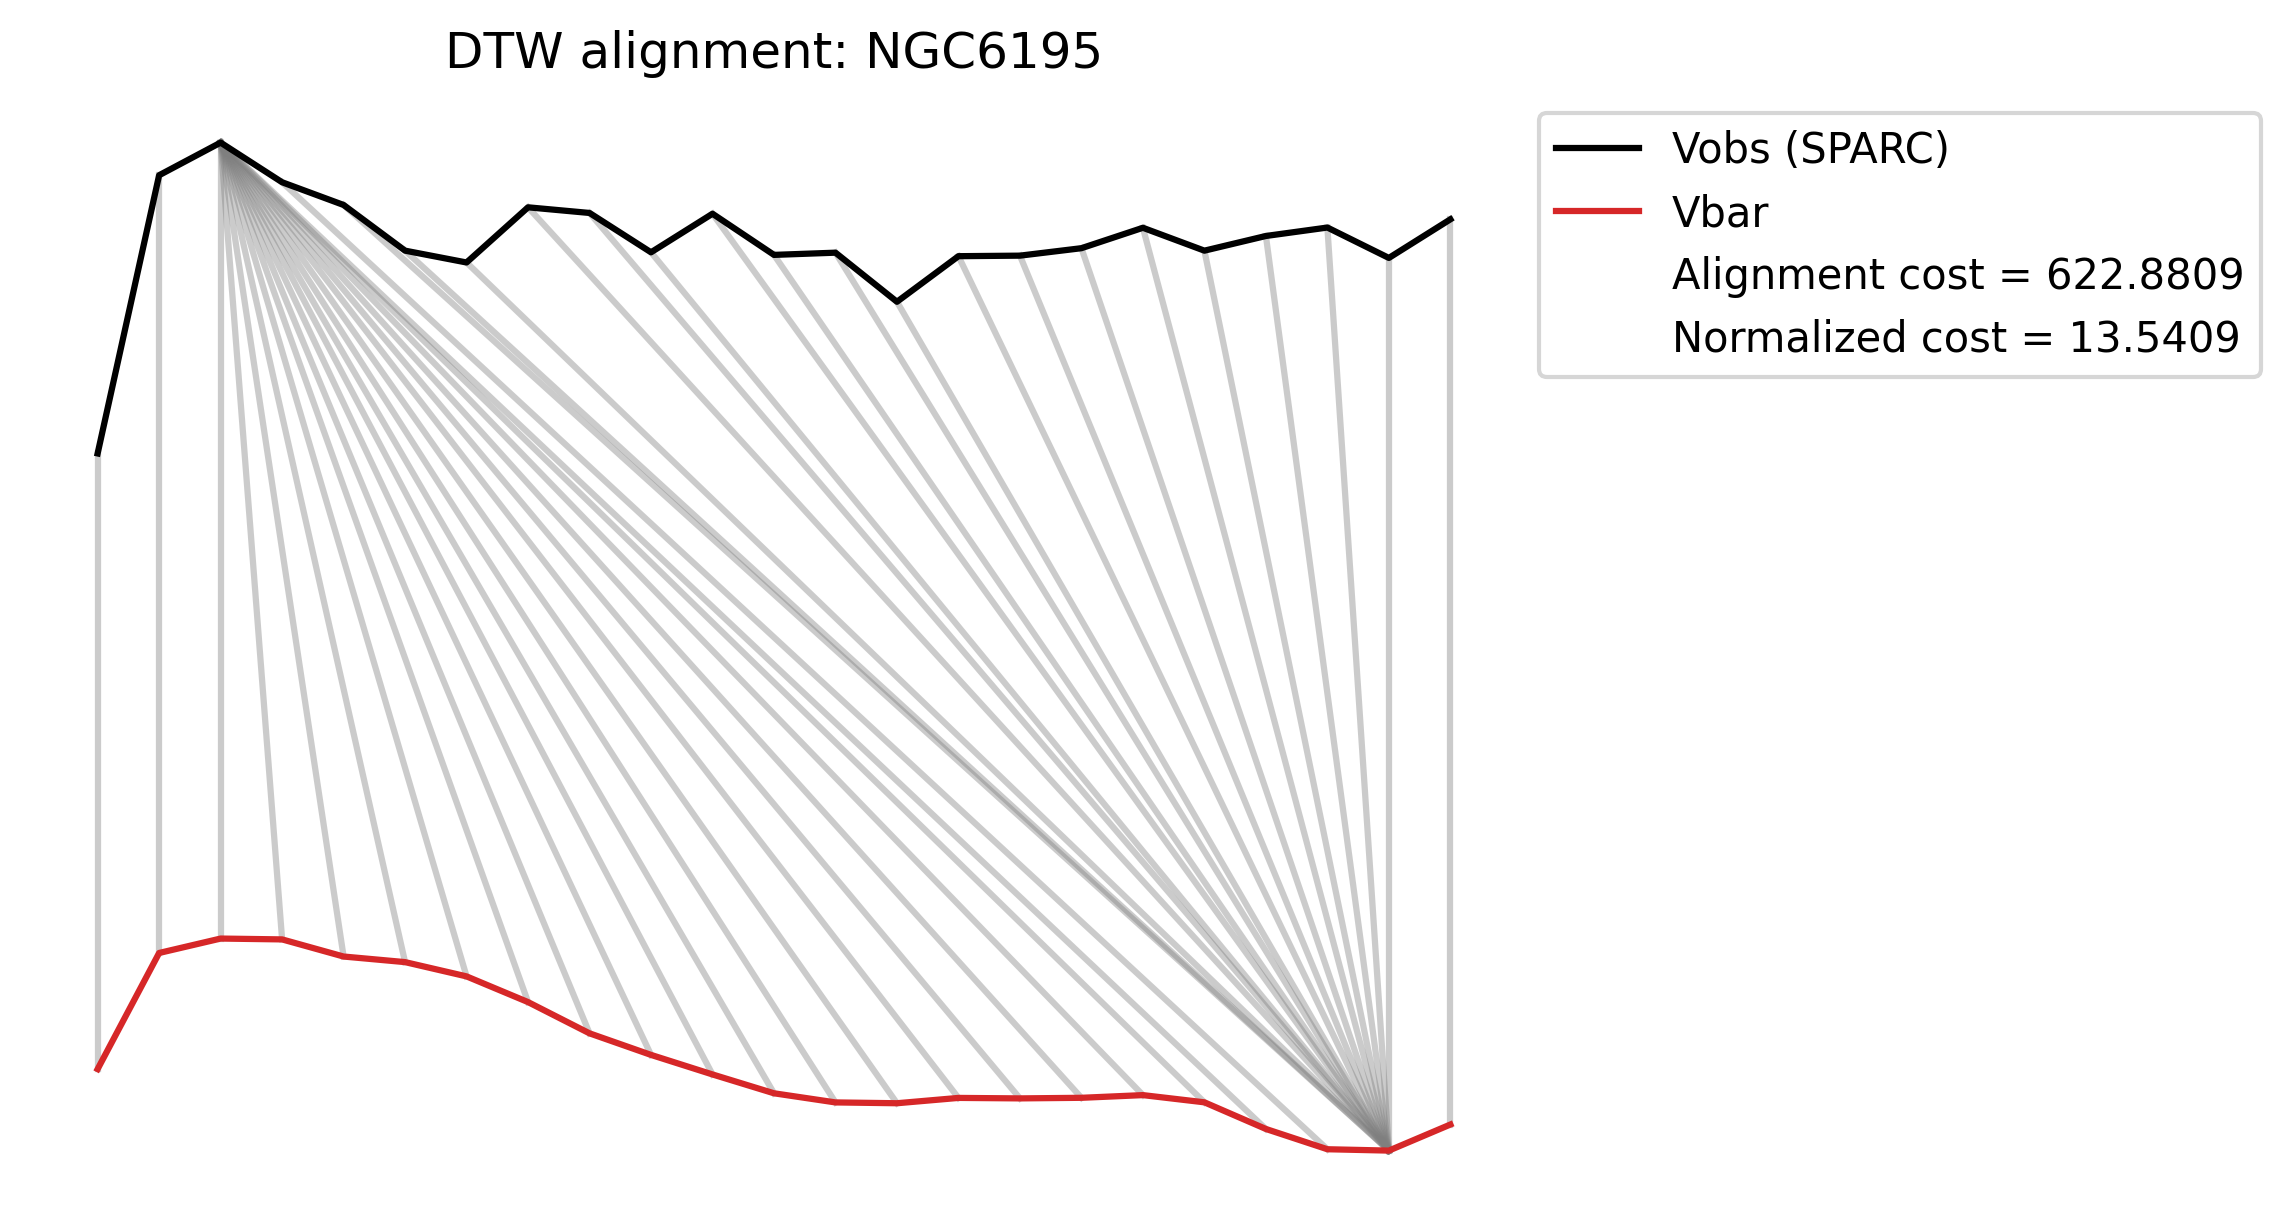 DTW alignment: NGC6195
Vobs (SPARC)
Vbar
Alignment cost = 622.8809
Normalized cost = 13.5409